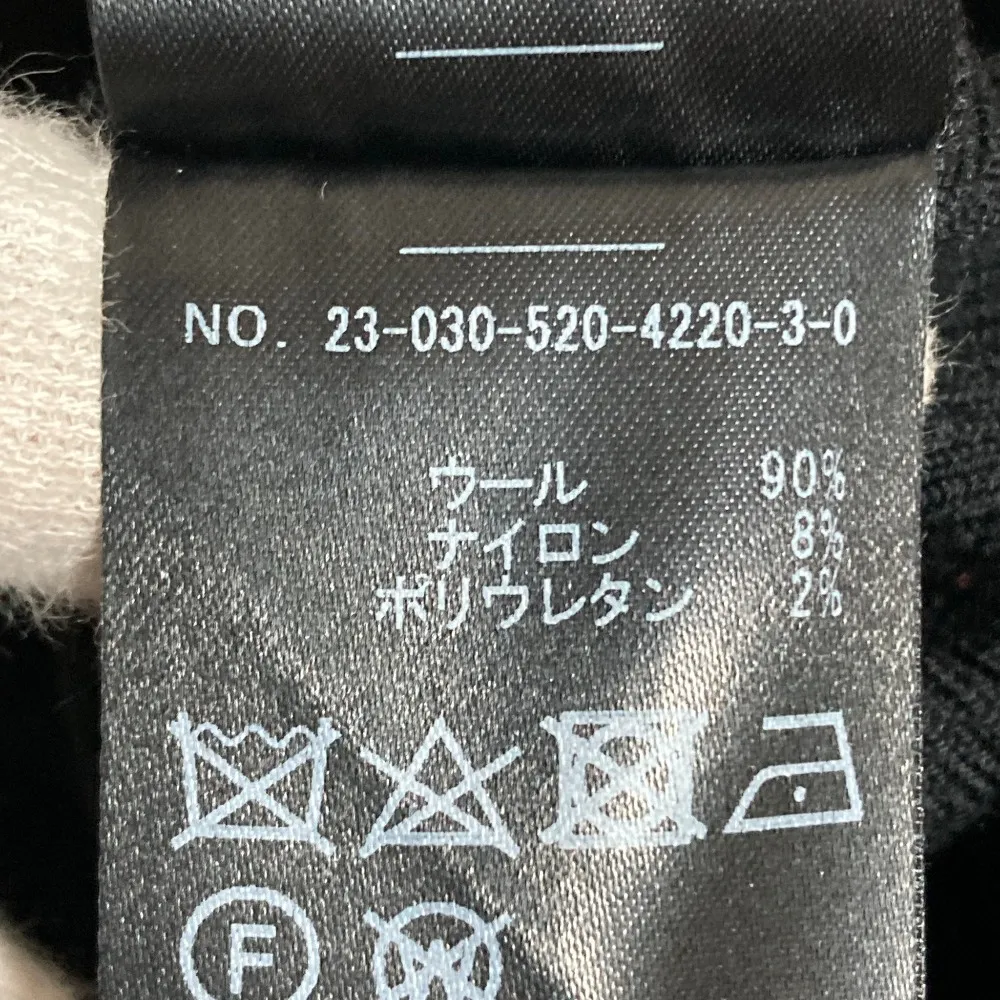 NO. 23-030-520-4220-3-0
ウール 90%
ナイロン 8%
ポリウレタン 2%
F W